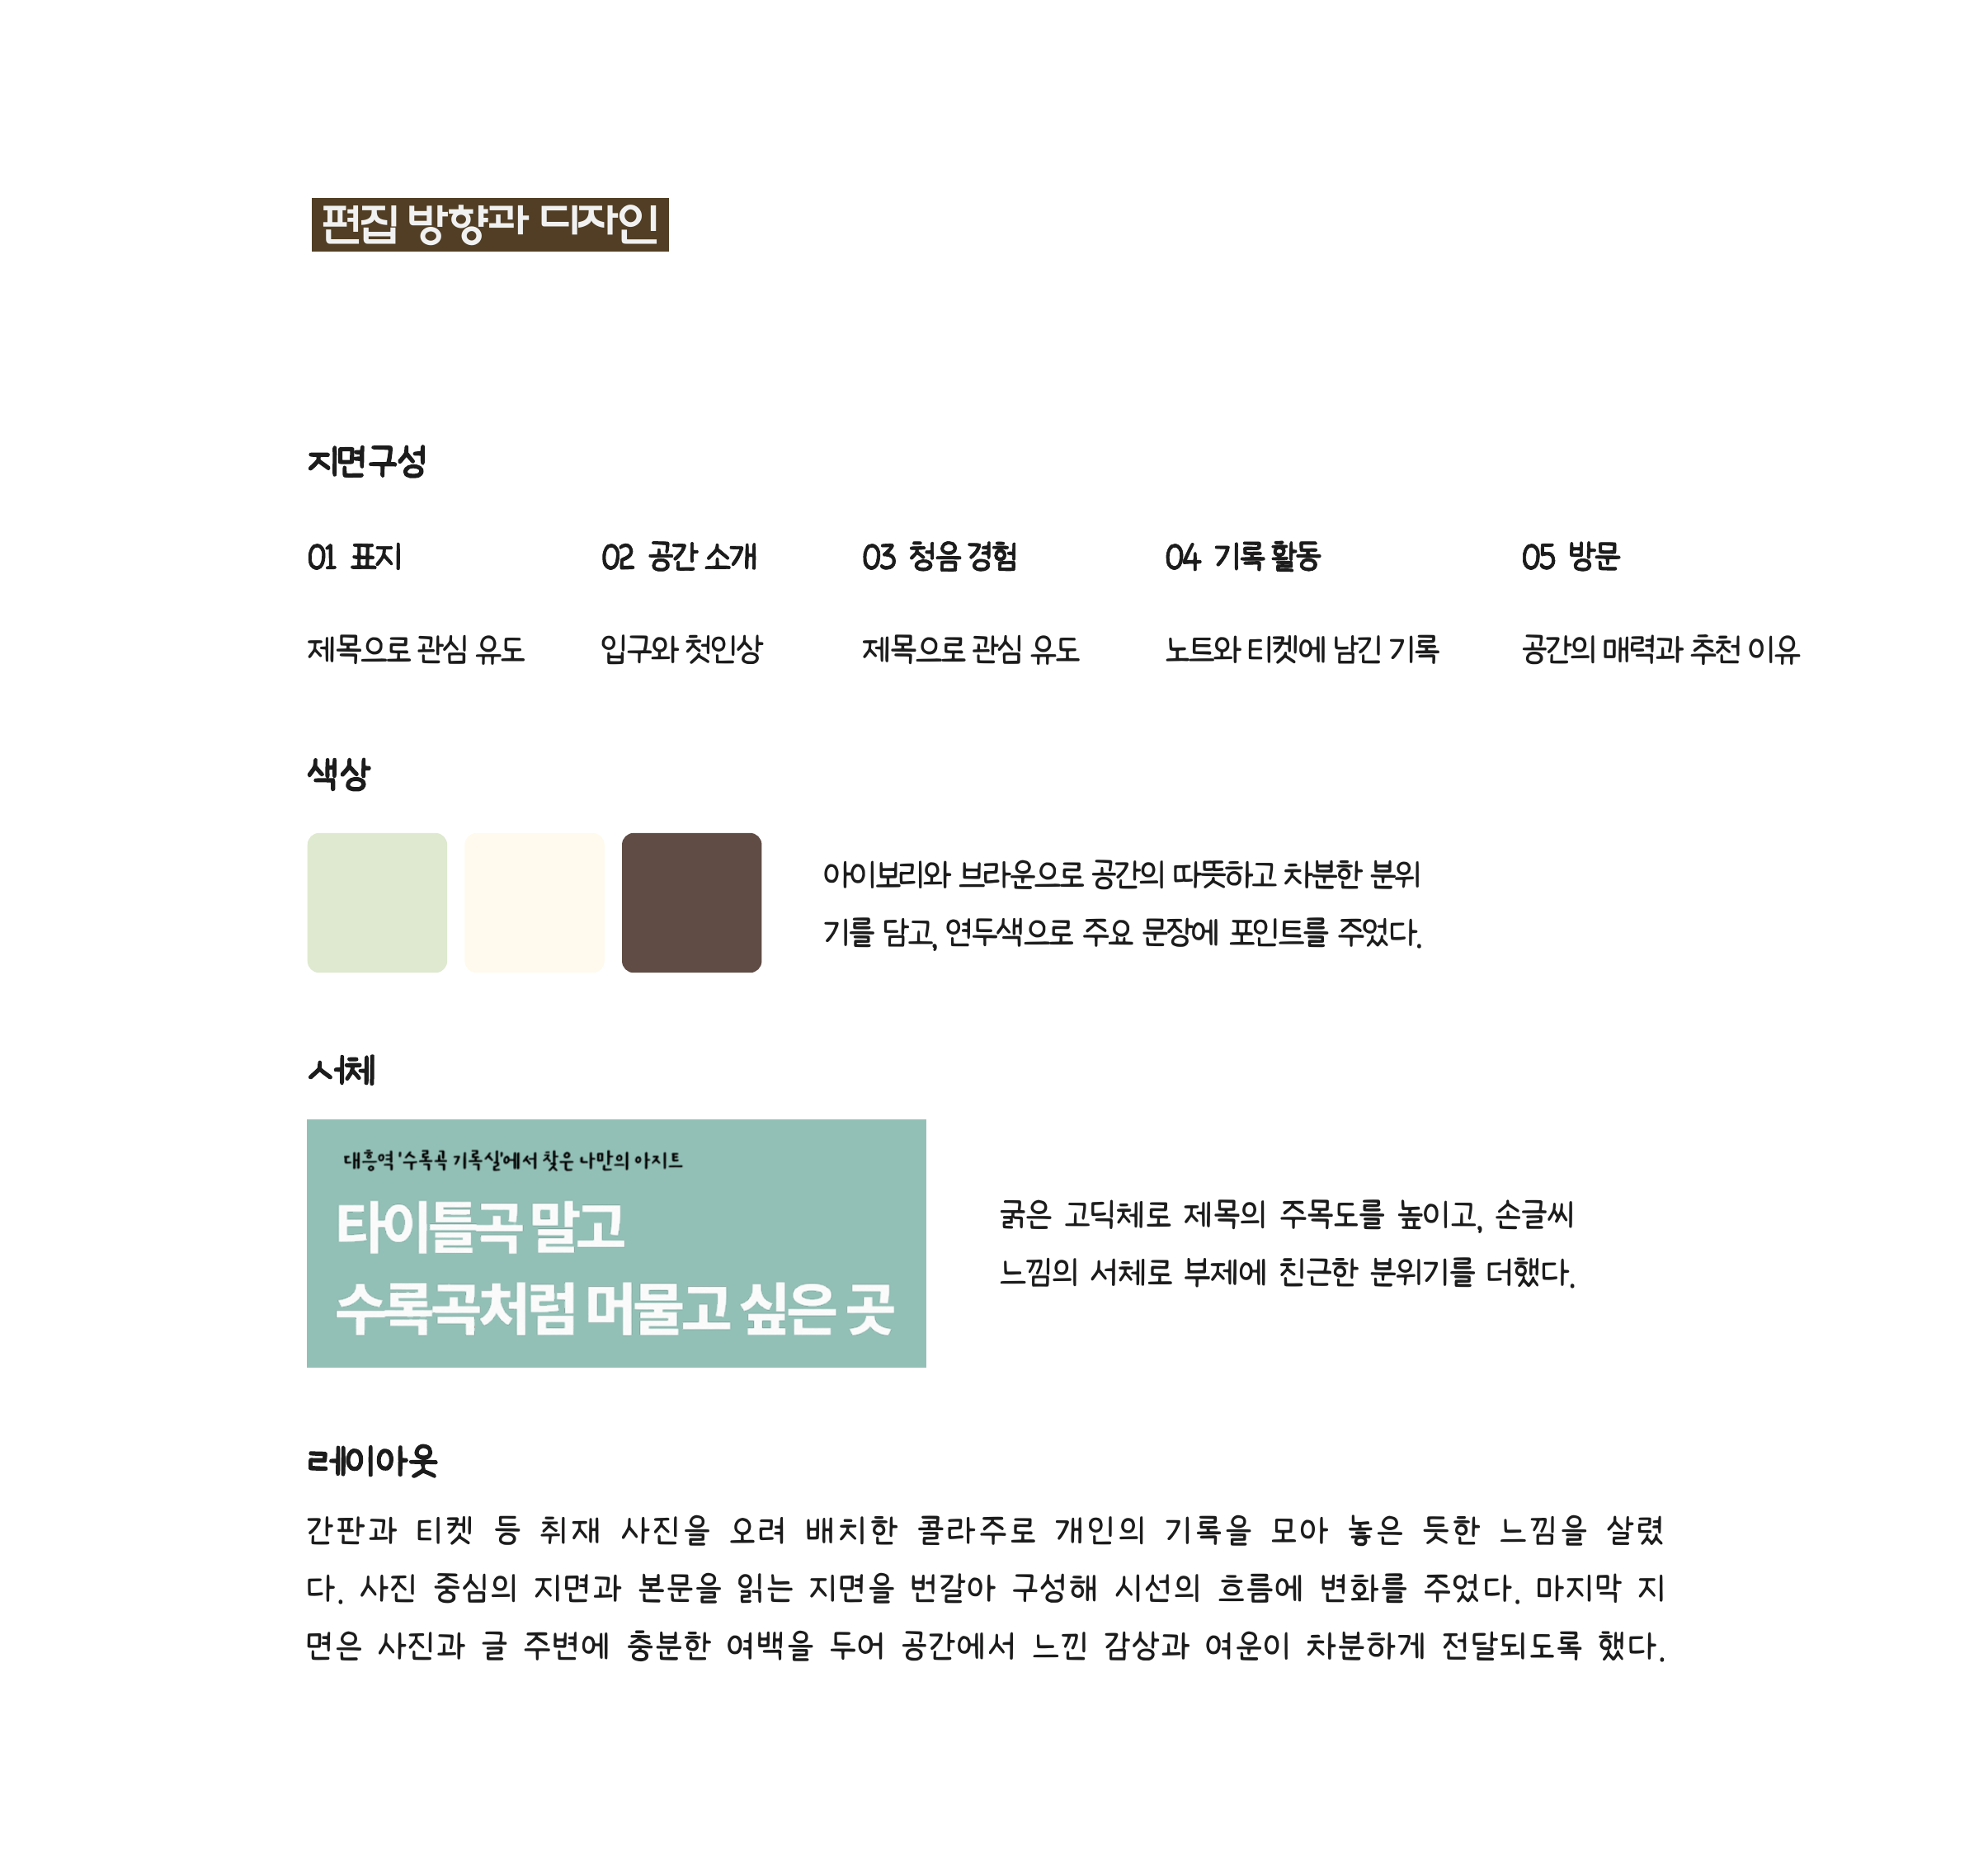 편집 방향과 디자인
지면구성
01 표지
02 공간 소개
03 청음 경험
04 기록 활동
05 방문
제목으로 관심 유도
입구와 첫인상
제목으로 관심 유도
노트와 티켓에 남긴 기록
공간의 매력과 추천 이유
색상
아이보리와 브라운으로 공간의 따뜻하고 차분한 분위
기를 담고, 연두색으로 주요 문장에 포인트를 주었다.
서체
대흥역 '수록곡 기록실'에서 찾은 나만의 아지트
타이틀곡 말고
수록곡처럼 머물고 싶은 곳
굵은 고딕체로 제목의 주목도를 높이고, 손글씨
느낌의 서체로 부제에 친근한 분위기를 더했다.
레이아웃
간판과 티켓 등 취재 사진을 오려 배치한 콜라주로 개인의 기록을 모아 놓은 듯한 느낌을 살렸
다. 사진 중심의 지면과 본문을 읽는 지면을 번갈아 구성해 시선의 흐름에 변화를 주었다. 마지막 지
면은 사진과 글 주변에 충분한 여백을 두어 공간에서 느낀 감상과 여운이 차분하게 전달되도록 했다.